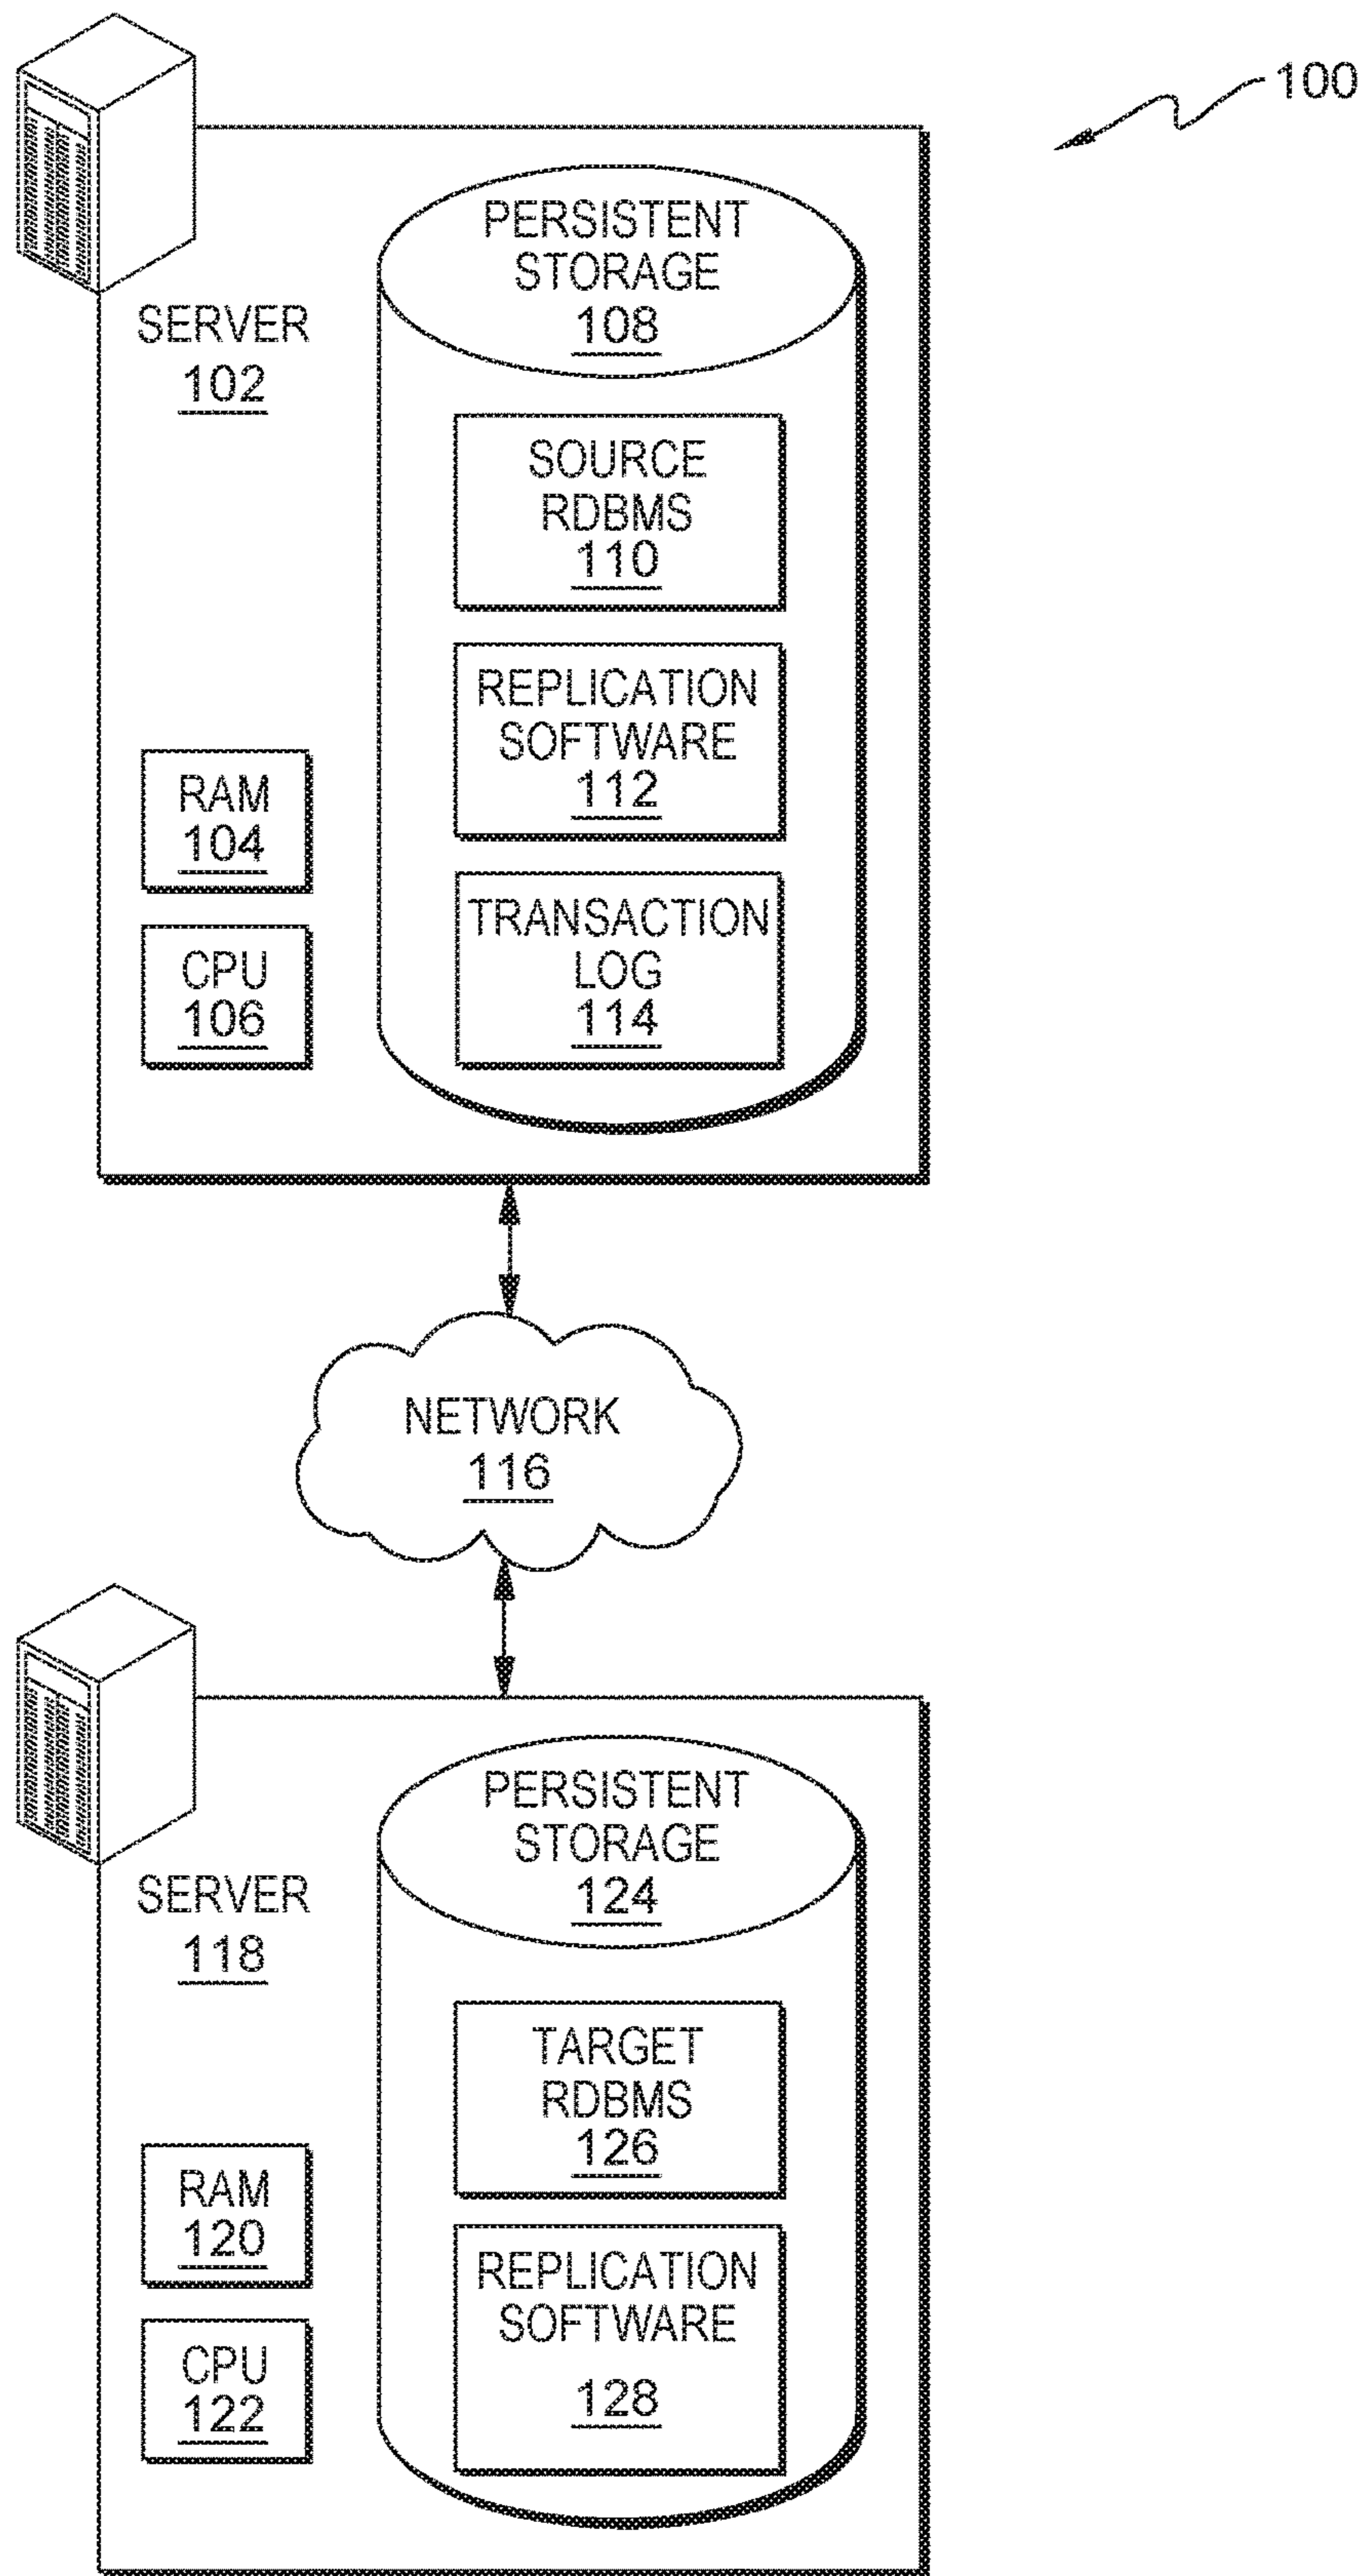 100
PERSISTENT
STORAGE
108
SERVER
102
SOURCE
RDBMS
110
REPLICATION
SOFTWARE
112
RAM
104
TRANSACTION
LOG
114
CPU
106
NETWORK
116
PERSISTENT
STORAGE
124
SERVER
118
TARGET
RDBMS
126
RAM
120
REPLICATION
SOFTWARE
128
CPU
122